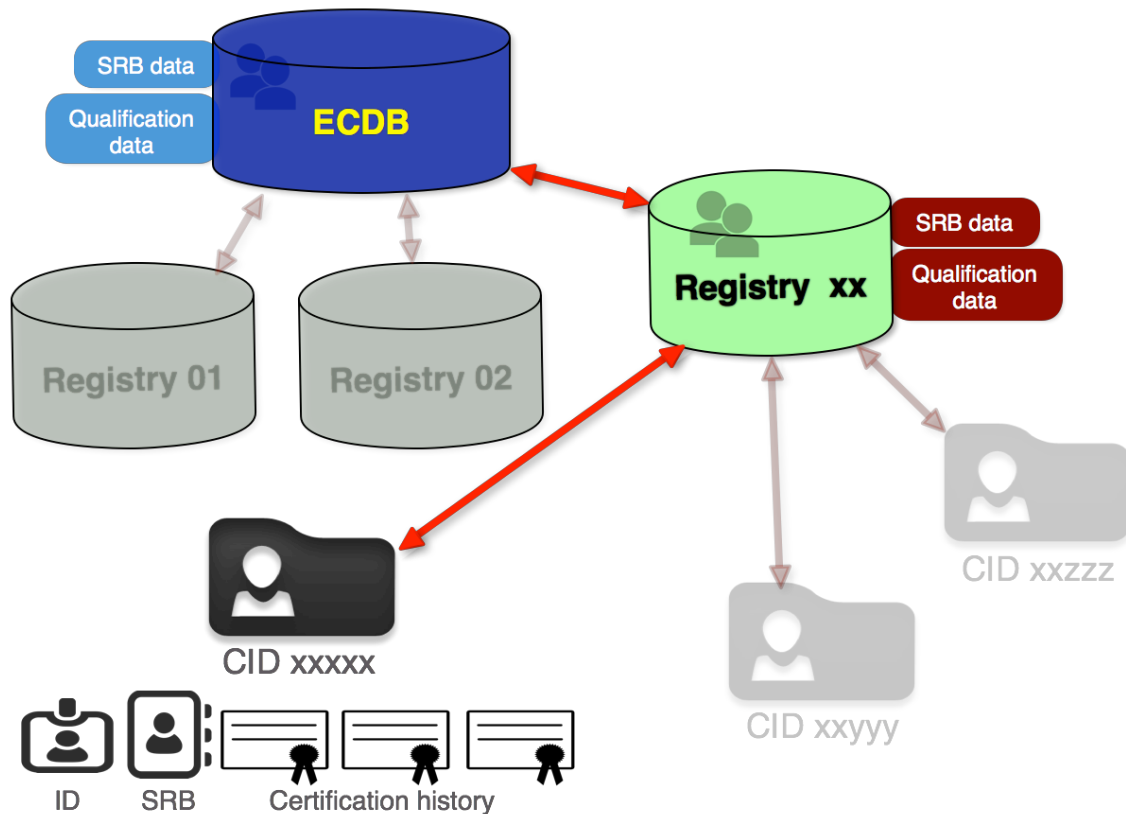 SRB data
Qualification
data
ECDB
SRB data
Registry xx
Qualification
data
Registry 01
Registry 02
CID xxzzz
CID xxxxx
CID xxyyy
ID
SRB
Certification history